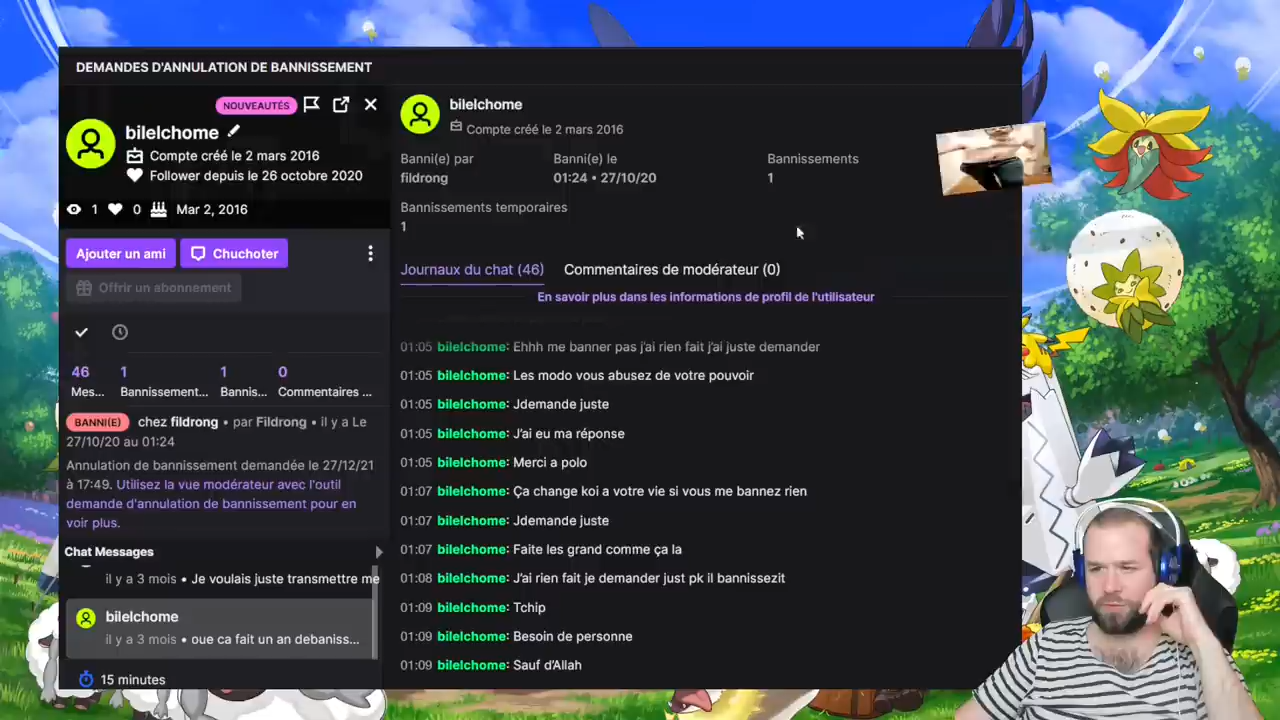 DEMANDES D'ANNULATION DE BANNISSEMENT
NOUVEAUTÉS
bilelchome
Compte créé le 2 mars 2016
Follower depuis le 26 octobre 2020
1 0 Mar 2, 2016
Ajouter un ami Chuchoter
Offrir un abonnement
46 1 1 0
Mes... Bannissement... Bannis... Commentaires ...
BANNI(E) chez fildrong • par Fildrong • il y a Le
27/10/20 au 01:24
Annulation de bannissement demandée le 27/12/21
à 17:49. Utilisez la vue modérateur avec l'outil
demande d'annulation de bannissement pour en
voir plus.
Chat Messages
il y a 3 mois • Je voulais juste transmettre me
bilelchome
il y a 3 mois • oue ca fait un an debaniss...
15 minutes
bilelchome
Compte créé le 2 mars 2016
Banni(e) par Banni(e) le Bannissements
fildrong 01:24 • 27/10/20 1
Bannissements temporaires
1
Journaux du chat (46) Commentaires de modérateur (0)
En savoir plus dans les informations de profil de l'utilisateur
01:05 bilelchome: Ehhh me banner pas j'ai rien fait j'ai juste demander
01:05 bilelchome: Les modo vous abusez de votre pouvoir
01:05 bilelchome: Jdemande juste
01:05 bilelchome: J'ai eu ma réponse
01:05 bilelchome: Merci a polo
01:07 bilelchome: Ça change koi a votre vie si vous me bannez rien
01:07 bilelchome: Jdemande juste
01:07 bilelchome: Faite les grand comme ça la
01:08 bilelchome: J'ai rien fait je demander just pk il bannissezit
01:09 bilelchome: Tchip
01:09 bilelchome: Besoin de personne
01:09 bilelchome: Sauf d'Allah